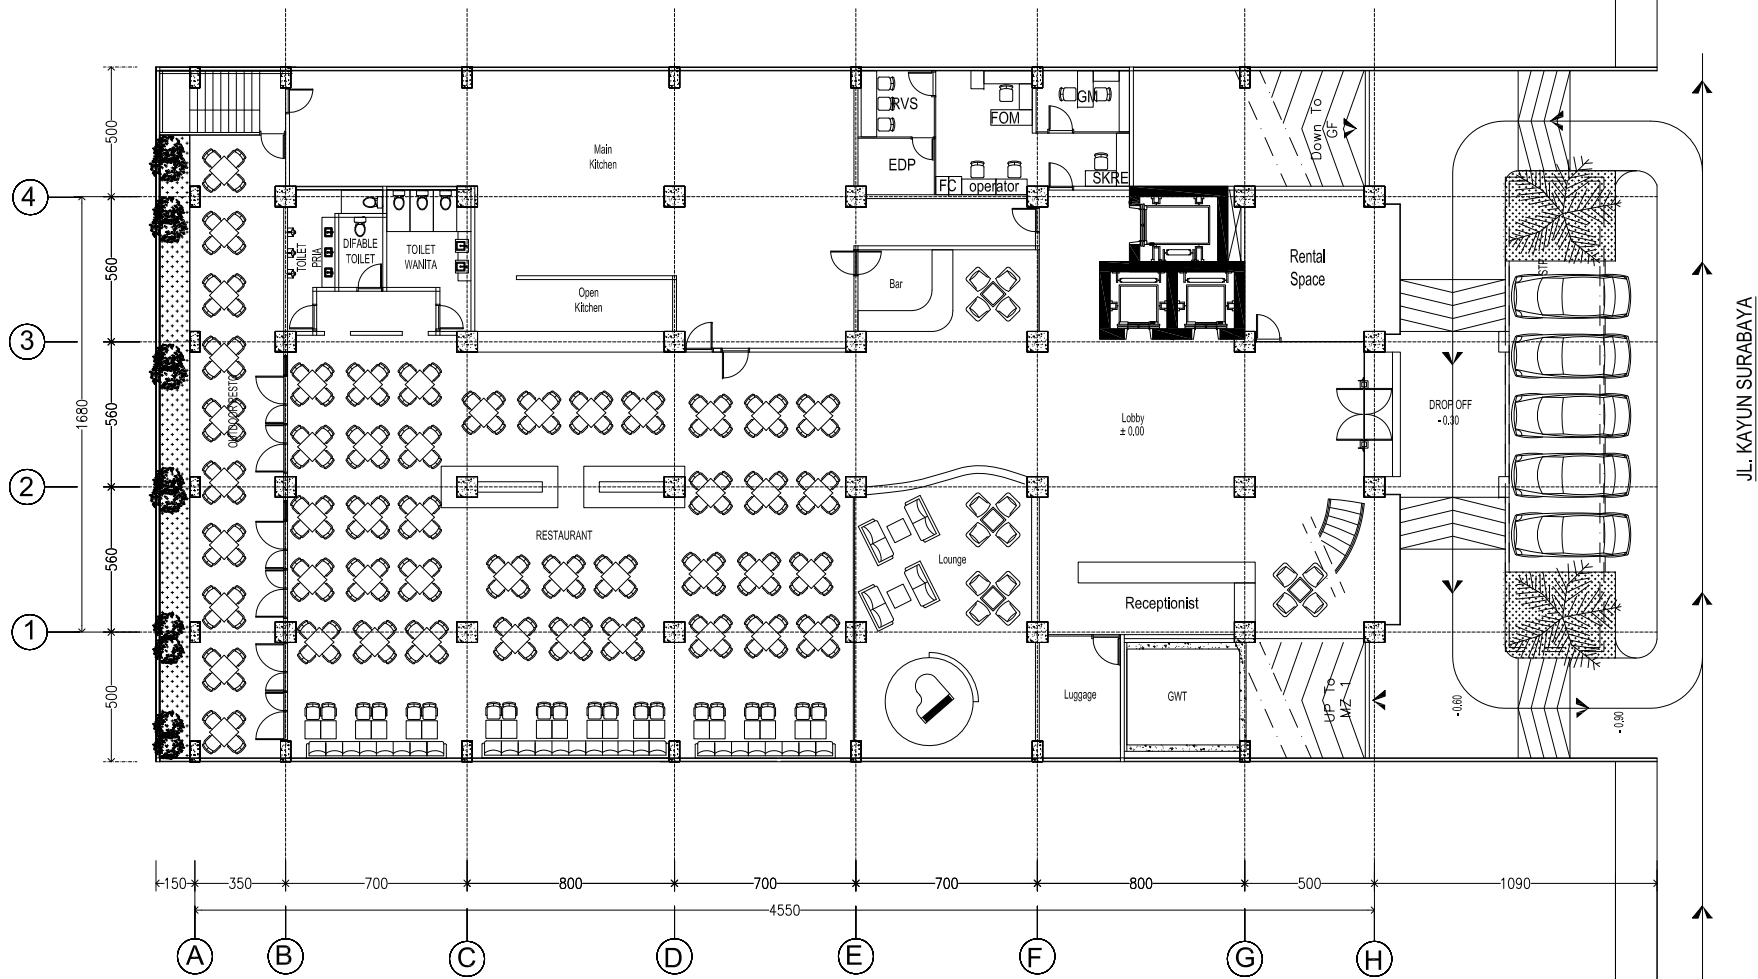 RVS
GM
FOM
Down To
GF
500
Main
Kitchen
EDP
FC
operator
SKRE
4
DIFABLE
TOILET
TOILET
PRIA
TOILET
WANITA
Rental
Space
560
Open
Kitchen
Bar
JL. KAYUN SURABAYA
3
OUTDOOR RESTO
1680
560
Lobby
± 0,00
DROP OFF
-0.30
2
RESTAURANT
560
Lounge
Receptionist
1
500
Luggage
GWT
UP To
MZ 1
-0.60
-0.90
150
350
700
800
700
700
800
500
1090
4550
A
B
C
D
E
F
G
H